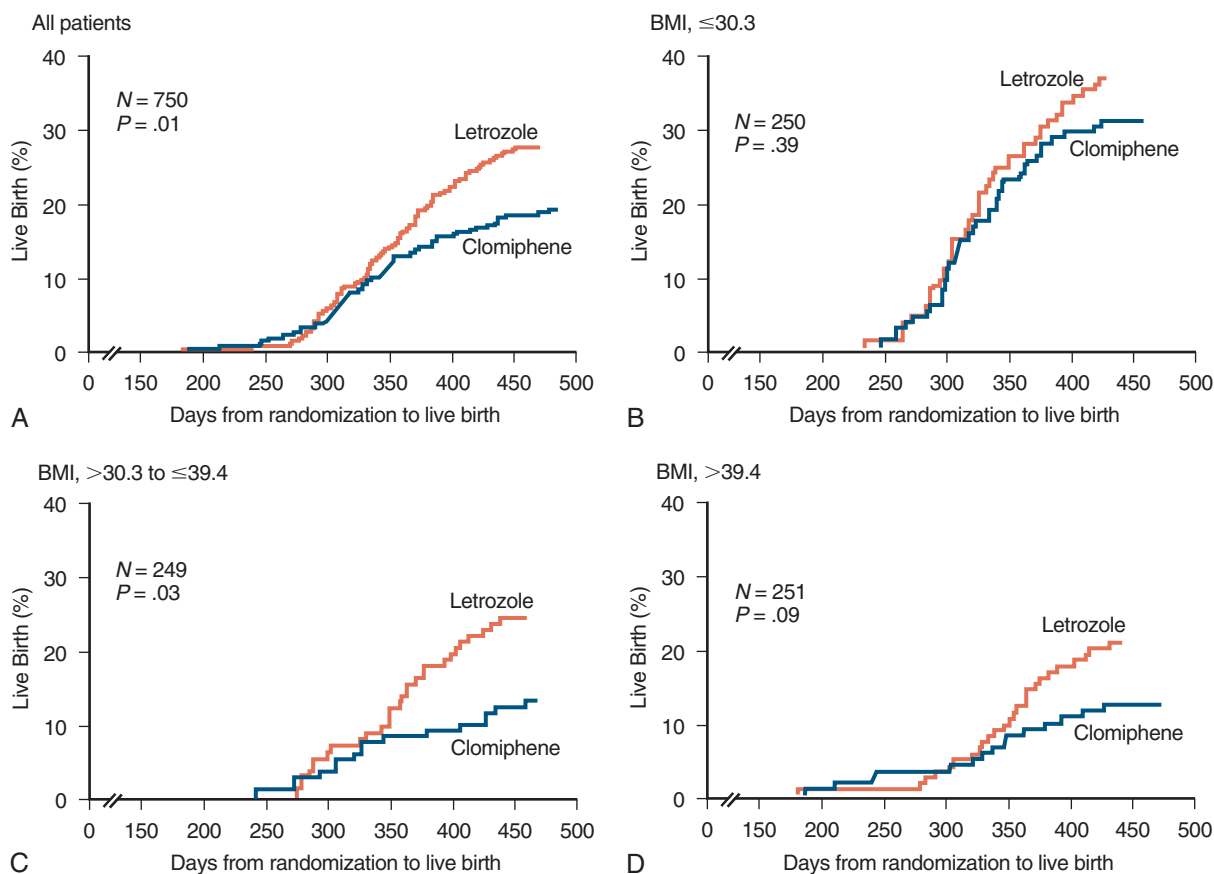 All patients
40
30
20
10
0
Live Birth (%)
N = 750
P = .01
Letrozole
Clomiphene
0 150 200 250 300 350 400 450 500
Days from randomization to live birth
A
BMI, ≤30.3
40
30
20
10
0
Live Birth (%)
N = 250
P = .39
Letrozole
Clomiphene
0 150 200 250 300 350 400 450 500
Days from randomization to live birth
B
BMI, >30.3 to ≤39.4
40
30
20
10
0
Live Birth (%)
N = 249
P = .03
Letrozole
Clomiphene
0 150 200 250 300 350 400 450 500
Days from randomization to live birth
C
BMI, >39.4
40
30
20
10
0
Live Birth (%)
N = 251
P = .09
Letrozole
Clomiphene
0 150 200 250 300 350 400 450 500
Days from randomization to live birth
D